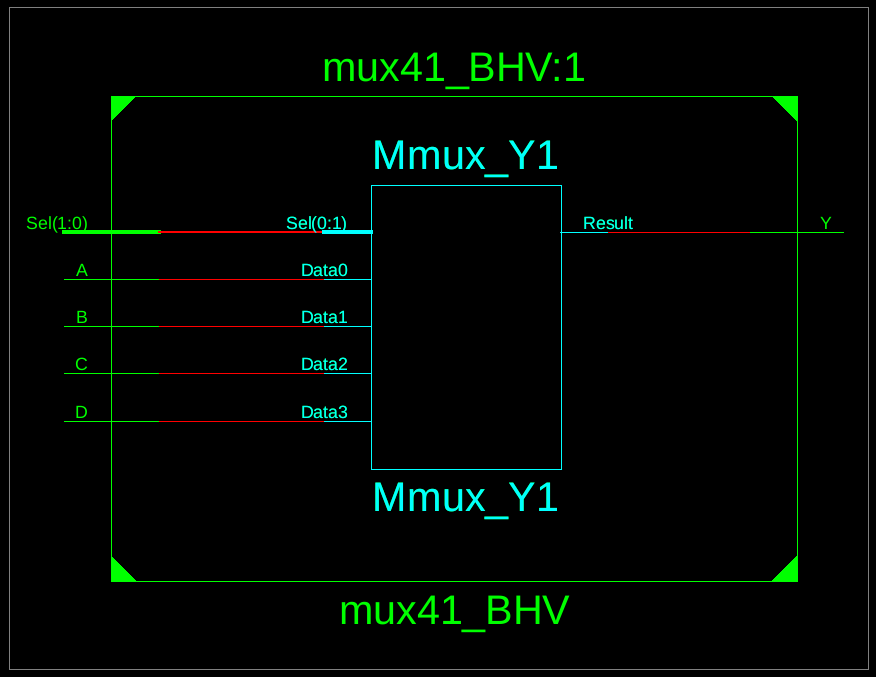 mux41_BHV:1
Mmux_Y1
Sel(1:0) Sel(0:1) Result Y
A Data0
B Data1
C Data2
D Data3
Mmux_Y1
mux41_BHV